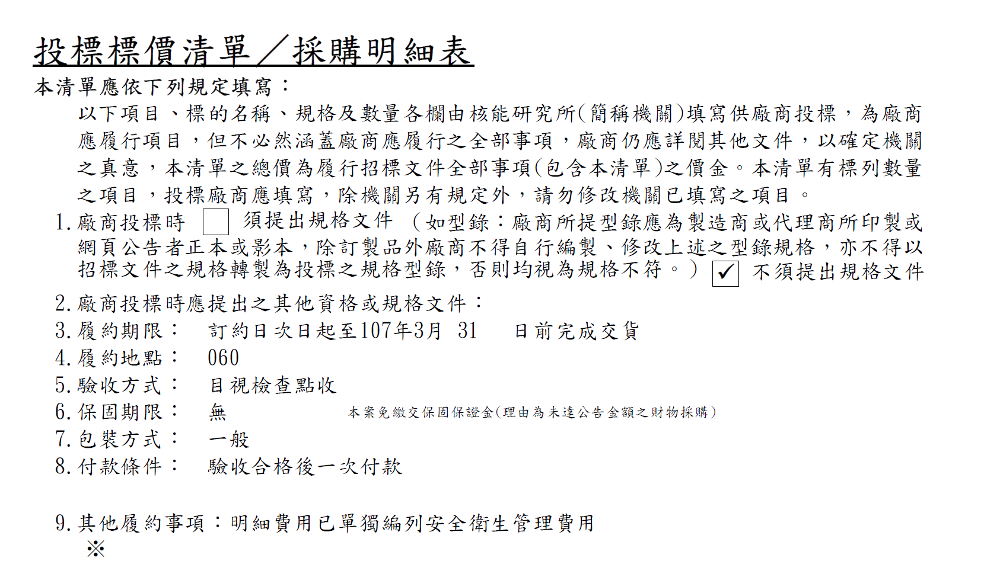 投標標價清單／採購明細表
本清單應依下列規定填寫：
以下項目、標的名稱、規格及數量各欄由核能研究所(簡稱機關)填寫供廠商投標，為廠商
應履行項目，但不必然涵蓋廠商應履行之全部事項，廠商仍應詳閱其他文件，以確定機關
之真意，本清單之總價為履行招標文件全部事項(包含本清單)之價金。本清單有標列數量
之項目，投標廠商應填寫，除機關另有規定外，請勿修改機關已填寫之項目。
1.廠商投標時 □ 須提出規格文件 （如型錄：廠商所提型錄應為製造商或代理商所印製或
網頁公告者正本或影本，除訂製品外廠商不得自行編製、修改上述之型錄規格，亦不得以
招標文件之規格轉製為投標之規格型錄，否則均視為規格不符。） ☑ 不須提出規格文件
2.廠商投標時應提出之其他資格或規格文件：
3.履約期限： 訂約日次日起至107年3月 31 日前完成交貨
4.履約地點： 060
5.驗收方式： 目視檢查點收
6.保固期限： 無 本案免繳交保固保證金(理由為未達公告金額之財物採購)
7.包裝方式： 一般
8.付款條件： 驗收合格後一次付款
9.其他履約事項：明細費用已單獨編列安全衛生管理費用
※